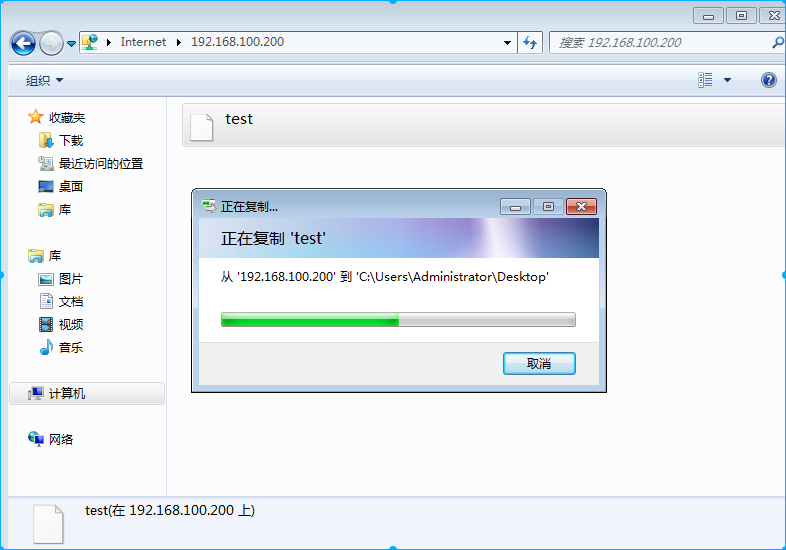 Internet 192.168.100.200
搜索 192.168.100.200
组织
收藏夹
下载
最近访问的位置
桌面
库
库
图片
文档
视频
音乐
计算机
网络
test
正在复制...
正在复制 'test'
从 '192.168.100.200' 到 'C:\Users\Administrator\Desktop'
取消
test(在 192.168.100.200 上)